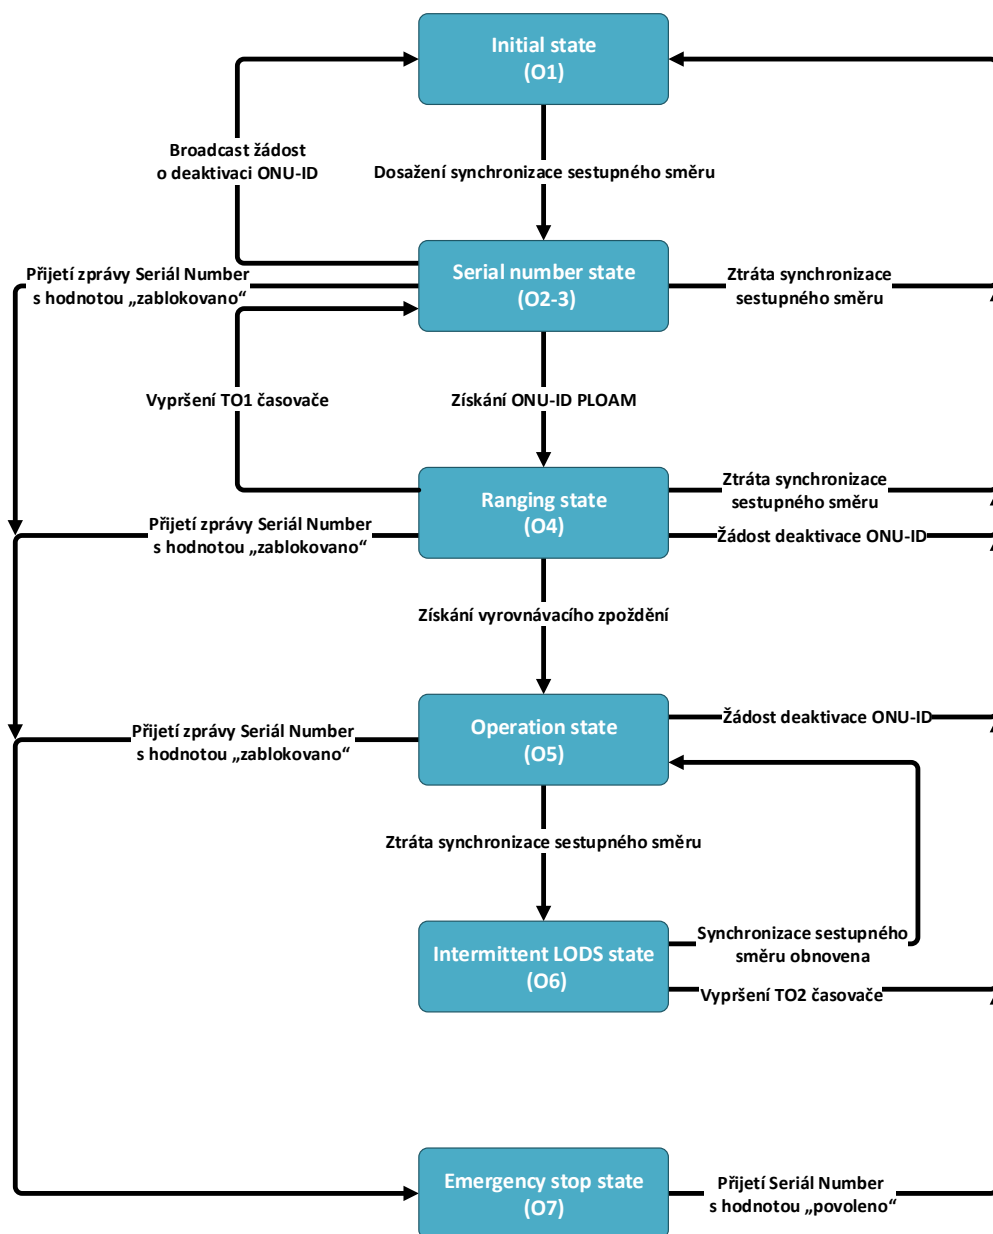 Initial state
(O1)
Broadcast žádost
o deaktivaci ONU-ID
Dosažení synchronizace sestupného směru
Přijetí zprávy Seriál Number
s hodnotou „zablokovano“
Serial number state
(O2-3)
Ztráta synchronizace
sestupného směru
Vypršení TO1 časovače
Získání ONU-ID PLOAM
Ranging state
(O4)
Ztráta synchronizace
sestupného směru
Přijetí zprávy Seriál Number
s hodnotou „zablokovano“
Žádost deaktivace ONU-ID
Získání vyrovnávacího zpoždění
Operation state
(O5)
Žádost deaktivace ONU-ID
Přijetí zprávy Seriál Number
s hodnotou „zablokovano“
Ztráta synchronizace sestupného směru
Intermittent LODS state
(O6)
Synchronizace sestupného
směru obnovena
Vypršení TO2 časovače
Emergency stop state
(O7)
Přijetí Seriál Number
s hodnotou „povoleno“